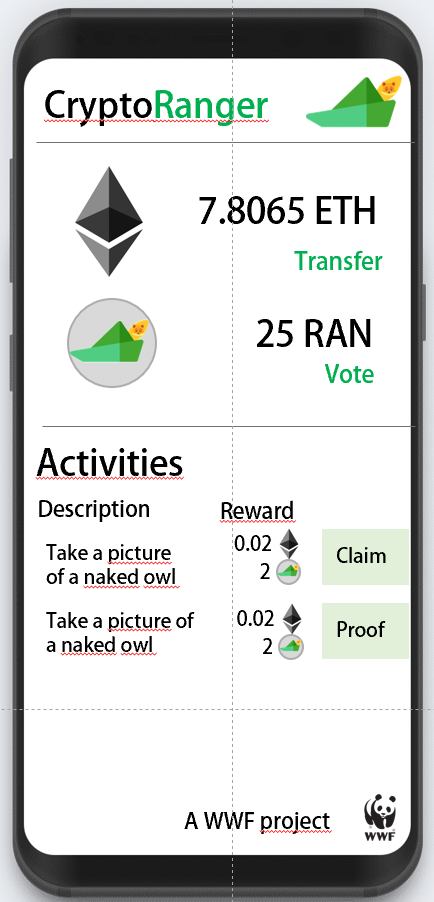 CryptoRanger
7.8065 ETH
Transfer
25 RAN
Vote
Activities
Description Reward
Take a picture
of a naked owl
0.02
2
Claim
Take a picture of
a naked owl
0.02
2
Proof
A WWF project
WWF